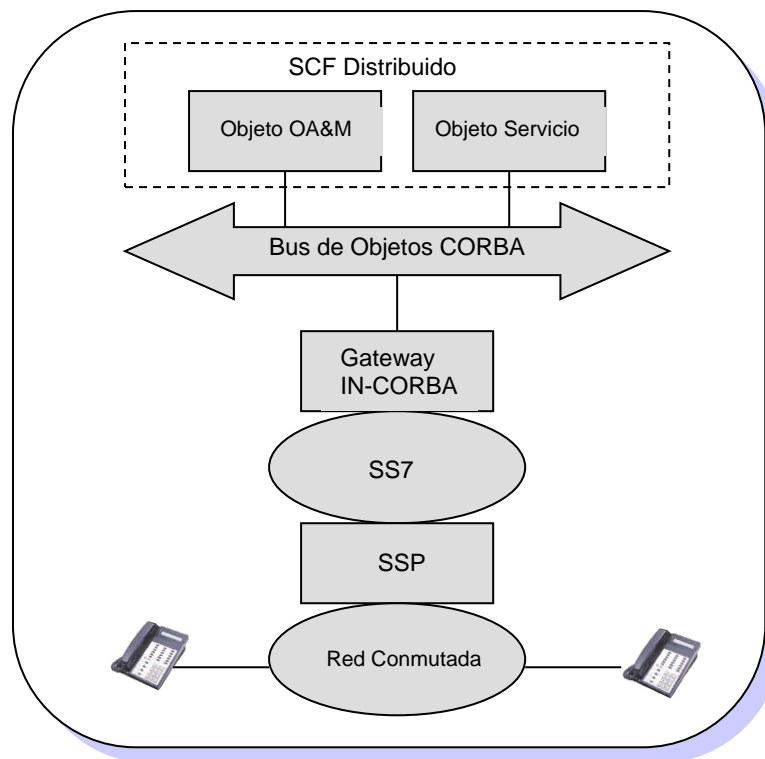 SCF Distribuido
Objeto OA&M
Objeto Servicio
Bus de Objetos CORBA
Gateway
IN-CORBA
SS7
SSP
Red Conmutada